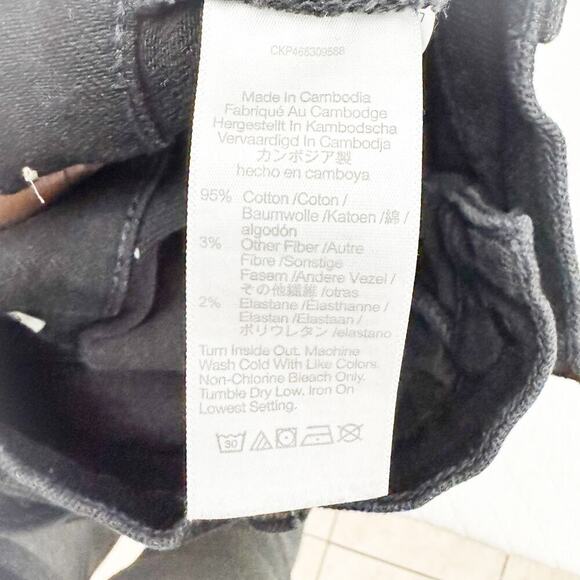 CKP466309588
Made In Cambodia
Fabriqué Au Cambodge
Hergestellt In Kambodscha
Vervaardigd In Cambodja
カンボジア製
hecho en camboya
95% Cotton /Coton /
Baumwolle /Katoen /綿 /
algodón
3% Other Fiber /Autre
Fibre /Sonstige
Fasern /Andere Vezel /
その他繊維 /otras
2% Elastane /Élasthanne /
Elastan /Elastaan /
ポリウレタン /elastano
Turn Inside Out. Machine
Wash Cold With Like Colors.
Non-Chlorine Bleach Only.
Tumble Dry Low. Iron On
Lowest Setting.
30